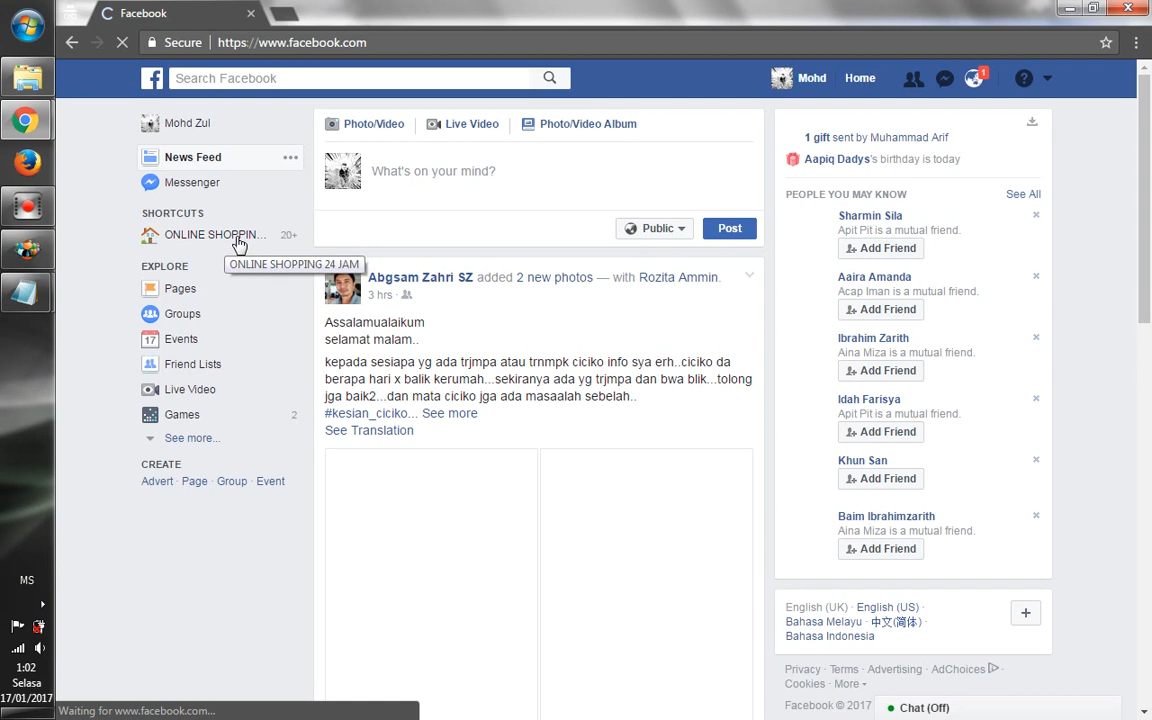 Facebook
Secure https://www.facebook.com
Search Facebook
Mohd
Home
1
Mohd Zul
News Feed
Messenger
SHORTCUTS
ONLINE SHOPPIN... 20+
ONLINE SHOPPING 24 JAM
EXPLORE
Pages
Groups
17 Events
Friend Lists
Live Video
Games 2
See more...
CREATE
Advert · Page · Group · Event
Photo/Video
Live Video
Photo/Video Album
What's on your mind?
Public
Post
Abgsam Zahri SZ added 2 new photos — with Rozita Ammin.
3 hrs ·
Assalamualaikum
selamat malam..
kepada sesiapa yg ada trjmpa atau trnmpk ciciko info sya erh..ciciko da
berapa hari x balik kerumah...sekiranya ada yg trjmpa dan bwa blik...tolong
jga baik2...dan mata ciciko jga ada masaalah sebelah..
#kesian_ciciko... See more
See Translation
1 gift sent by Muhammad Arif
Aapiq Dadys's birthday is today
PEOPLE YOU MAY KNOW See All
Sharmin Sila
Apit Pit is a mutual friend.
Add Friend
Aaira Amanda
Acap Iman is a mutual friend.
Add Friend
Ibrahim Zarith
Aina Miza is a mutual friend.
Add Friend
Idah Farisya
Apit Pit is a mutual friend.
Add Friend
Khun San
Add Friend
Baim Ibrahimzarith
Aina Miza is a mutual friend.
Add Friend
English (UK) · English (US) ·
Bahasa Melayu · 中文(简体) ·
Bahasa Indonesia
Privacy · Terms · Advertising · AdChoices ·
Cookies · More
Facebook © 2017
Chat (Off)
MS
1:02
Selasa
17/01/2017
Waiting for www.facebook.com...